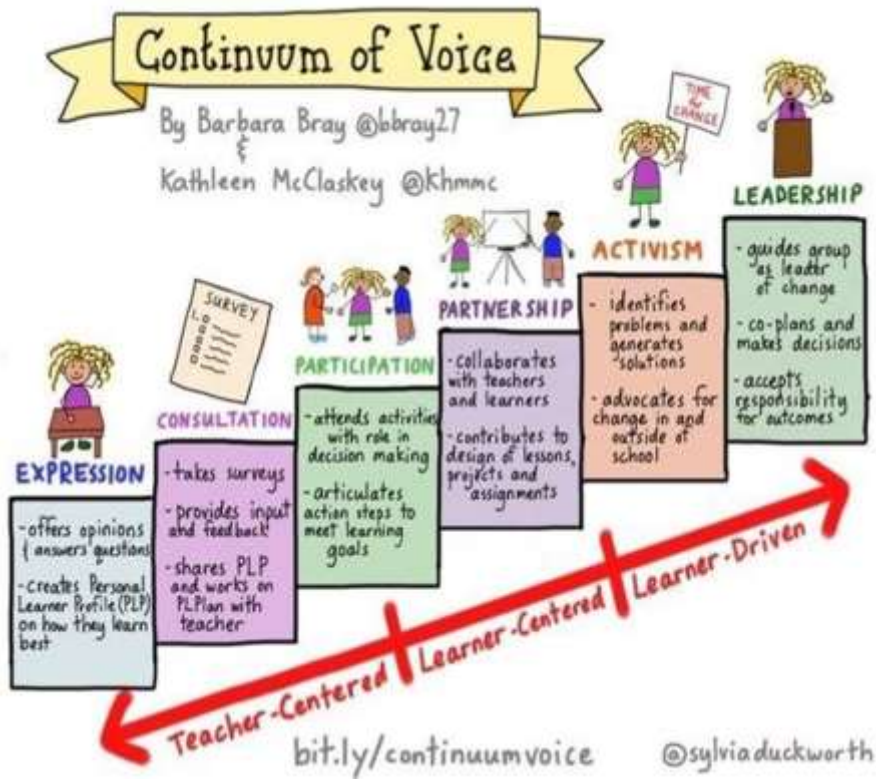 Continuum of Voice
By Barbara Bray @bbray27
&
Kathleen McClaskey @khmmc
TIME
for
CHANGE
LEADERSHIP
- guides group
as leader
of change
- co-plans and
makes decisions
- accepts
responsibility
for outcomes
ACTIVISM
- identifies
problems and
generates
solutions
- advocates for
change in and
outside of
school
PARTNERSHIP
- collaborates
with teachers
and learners
- contributes to
design of lessons,
projects and
assignments
PARTICIPATION
- attends activities
with role in
decision making
- articulates
action steps to
meet learning
goals
SURVEY
1.
CONSULTATION
- takes surveys
- provides input
and feedback
- shares PLP
and works on
PLPlan with
teacher
EXPRESSION
- offers opinions
& answers questions
- creates Personal
Learner Profile (PLP)
on how they learn
best
Teacher-Centered
Learner-Centered
Learner-Driven
bit.ly/continuumvoice
@sylviaduckworth